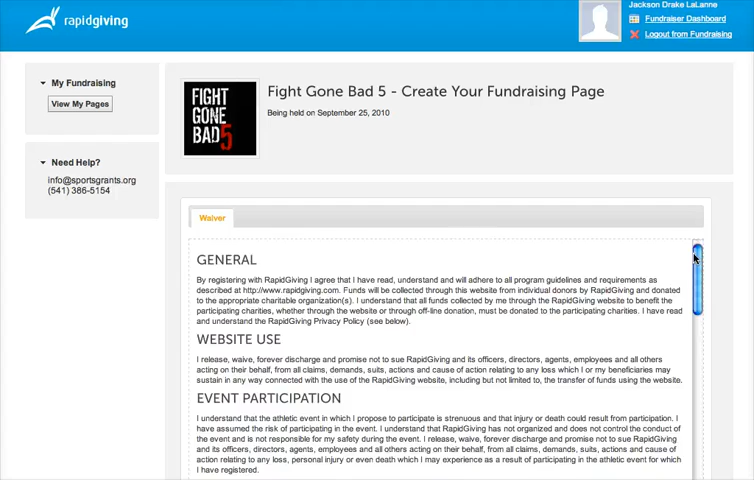 rapidgiving
Jackson Drake LaLanne
Fundraiser Dashboard
Logout from Fundraising
My Fundraising
View My Pages
Need Help?
info@sportsgrants.org
(541) 386-5154
FIGHT
GONE
BAD 5
Fight Gone Bad 5 - Create Your Fundraising Page
Being held on September 25, 2010
Waiver
GENERAL
By registering with RapidGiving I agree that I have read, understand and will adhere to all program guidelines and requirements as
described at http://www.rapidgiving.com. Funds will be collected through this website from individual donors by RapidGiving and donated
to the appropriate charitable organization(s). I understand that all funds collected by me through the RapidGiving website to benefit the
participating charities, whether through the website or through off-line donation, must be donated to the participating charities. I have read
and understand the RapidGiving Privacy Policy (see below).
WEBSITE USE
I release, waive, forever discharge and promise not to sue RapidGiving and its officers, directors, agents, employees and all others
acting on their behalf, from all claims, demands, suits, actions and cause of action relating to any loss which I or my beneficiaries may
sustain in any way connected with the use of the RapidGiving website, including but not limited to, the transfer of funds using the website.
EVENT PARTICIPATION
I understand that the athletic event in which I propose to participate is strenuous and that injury or death could result from participation. I
have assumed the risk of participating in the event. I understand that RapidGiving has not organized and does not control the conduct of
the event and is not responsible for my safety during the event. I release, waive, forever discharge and promise not to sue RapidGiving
and its officers, directors, agents, employees and all others acting on their behalf, from all claims, demands, suits, actions and cause of
action relating to any loss, personal injury or even death which I may experience as a result of participating in the athletic event for which
I have registered.